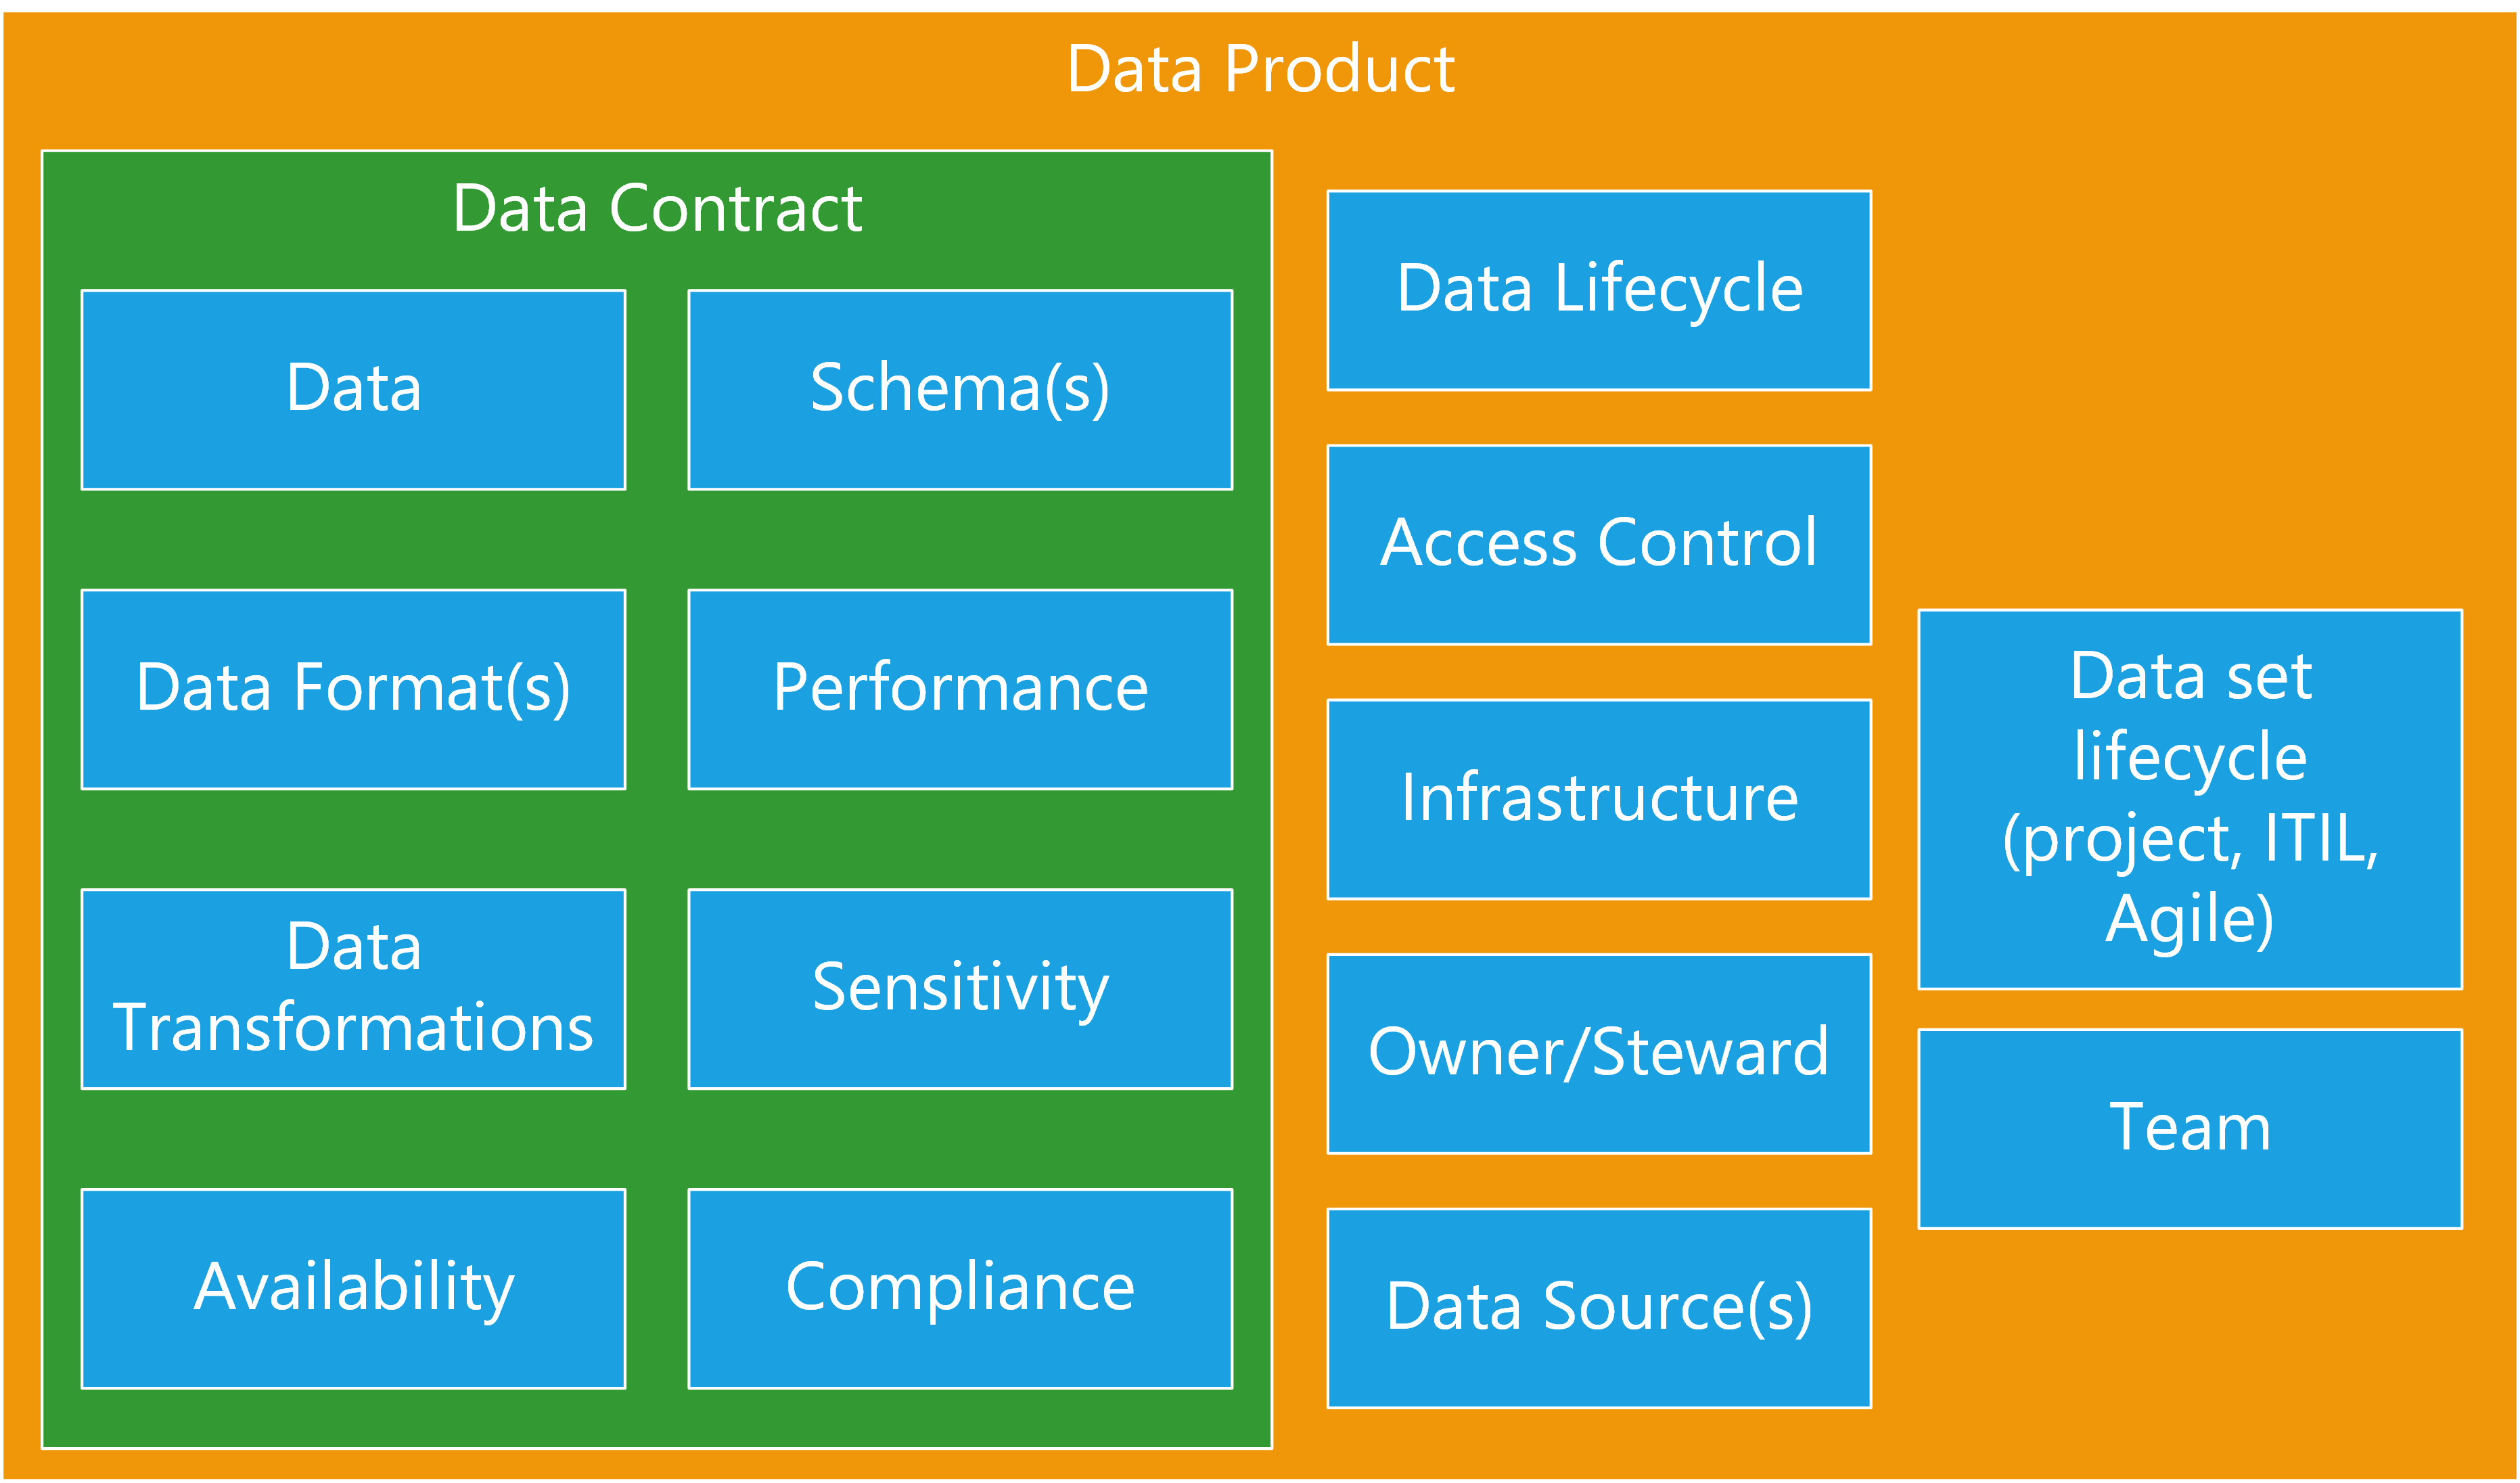 Data Product
Data Contract
Data
Schema(s)
Data Format(s)
Performance
Data
Transformations
Sensitivity
Availability
Compliance
Data Lifecycle
Access Control
Infrastructure
Owner/Steward
Data Source(s)
Data set
lifecycle
(project, ITIL,
Agile)
Team